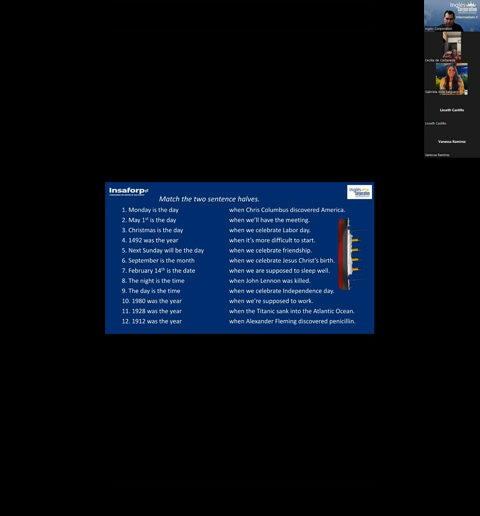 Inglés
Corporativo
Cecilia de Castaneda
Lisseth Castillo
Lisseth Castillo
Vanessa Ramirez
Vanessa Ramirez
Insaforp
Match the two sentence halves.
1. Monday is the day when Chris Columbus discovered America.
2. May 1st is the day when we'll have the meeting.
3. Christmas is the day when we celebrate Labor day.
4. 1492 was the year when it's more difficult to start.
5. Next Sunday will be the day when we celebrate friendship.
6. September is the month when we celebrate Jesus Christ's birth.
7. February 14th is the date when we are supposed to sleep well.
8. The night is the time when John Lennon was killed.
9. The day is the time when we celebrate Independence day.
10. 1980 was the year when we're supposed to work.
11. 1928 was the year when the Titanic sank into the Atlantic Ocean.
12. 1912 was the year when Alexander Fleming discovered penicillin.